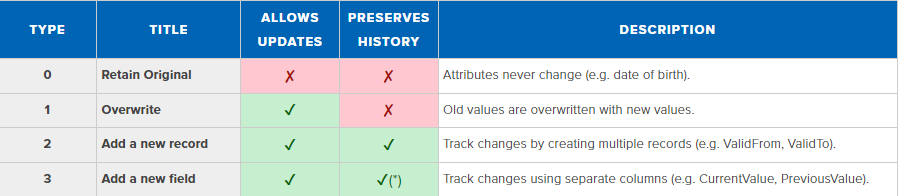 TYPE TITLE ALLOWS UPDATES PRESERVES HISTORY DESCRIPTION
0 Retain Original ✗ ✗ Attributes never change (e.g. date of birth).
1 Overwrite ✓ ✗ Old values are overwritten with new values.
2 Add a new record ✓ ✓ Track changes by creating multiple records (e.g. ValidFrom, ValidTo).
3 Add a new field ✓ ✓(*) Track changes using separate columns (e.g. CurrentValue, PreviousValue).